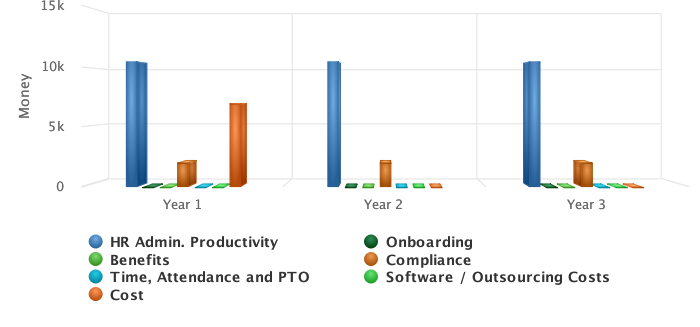 15k
10k
Money
5k
0
Year 1 Year 2 Year 3
HR Admin. Productivity Onboarding
Benefits Compliance
Time, Attendance and PTO Software / Outsourcing Costs
Cost